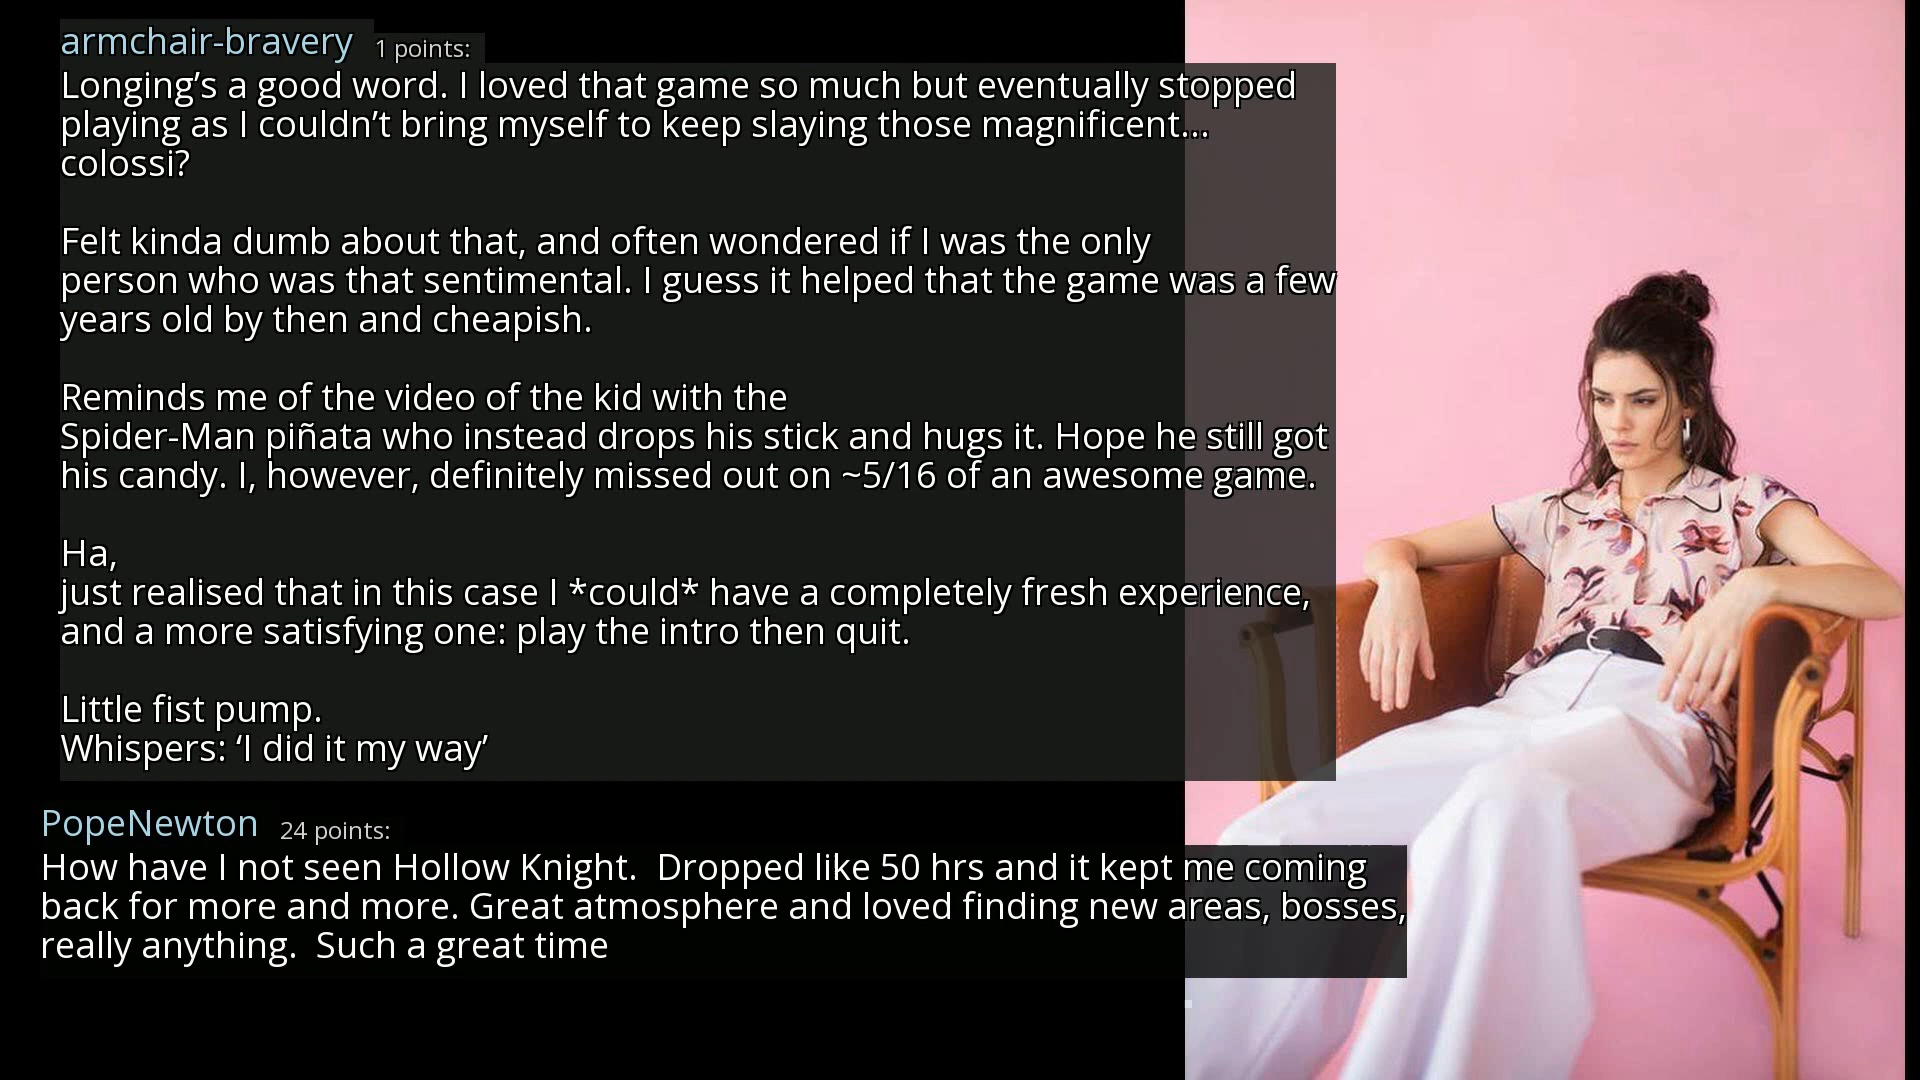 armchair-bravery 1 points:
Longing’s a good word. I loved that game so much but eventually stopped
playing as I couldn’t bring myself to keep slaying those magnificent...
colossi?
Felt kinda dumb about that, and often wondered if I was the only
person who was that sentimental. I guess it helped that the game was a few
years old by then and cheapish.
Reminds me of the video of the kid with the
Spider-Man piñata who instead drops his stick and hugs it. Hope he still got
his candy. I, however, definitely missed out on ~5/16 of an awesome game.
Ha,
just realised that in this case I *could* have a completely fresh experience,
and a more satisfying one: play the intro then quit.
Little fist pump.
Whispers: ‘I did it my way’
PopeNewton 24 points:
How have I not seen Hollow Knight.  Dropped like 50 hrs and it kept me coming
back for more and more. Great atmosphere and loved finding new areas, bosses,
really anything.  Such a great time